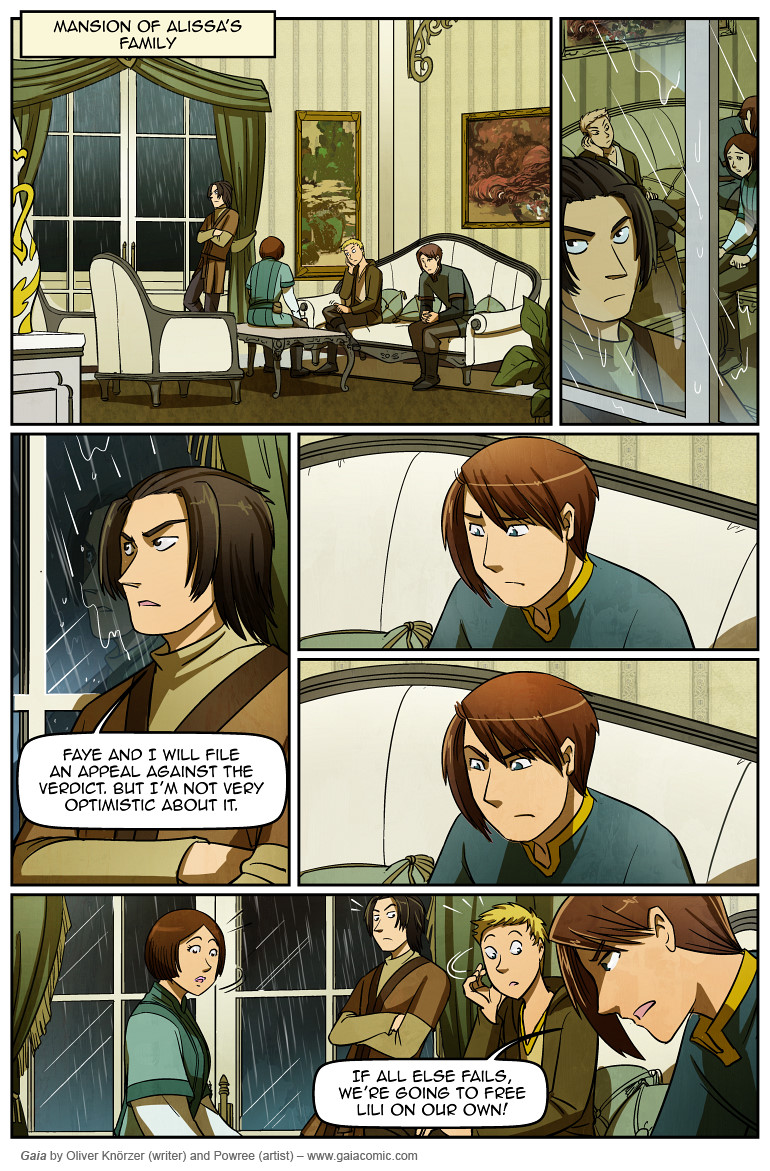 MANSION OF ALISSA'S
FAMILY
FAYE AND I WILL FILE
AN APPEAL AGAINST THE
VERDICT. BUT I'M NOT VERY
OPTIMISTIC ABOUT IT.
IF ALL ELSE FAILS,
WE'RE GOING TO FREE
LILI ON OUR OWN!
Gaia by Oliver Knörzer (writer) and Powree (artist) – www.gaiacomic.com